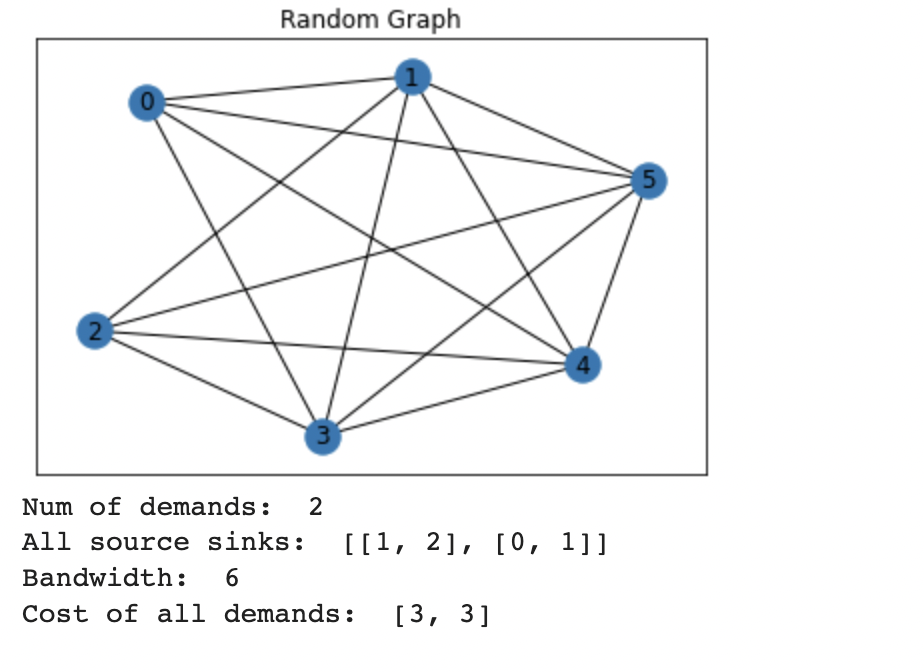 Random Graph
0
1
5
2
4
3
Num of demands:  2
All source sinks:  [[1, 2], [0, 1]]
Bandwidth:  6
Cost of all demands:  [3, 3]